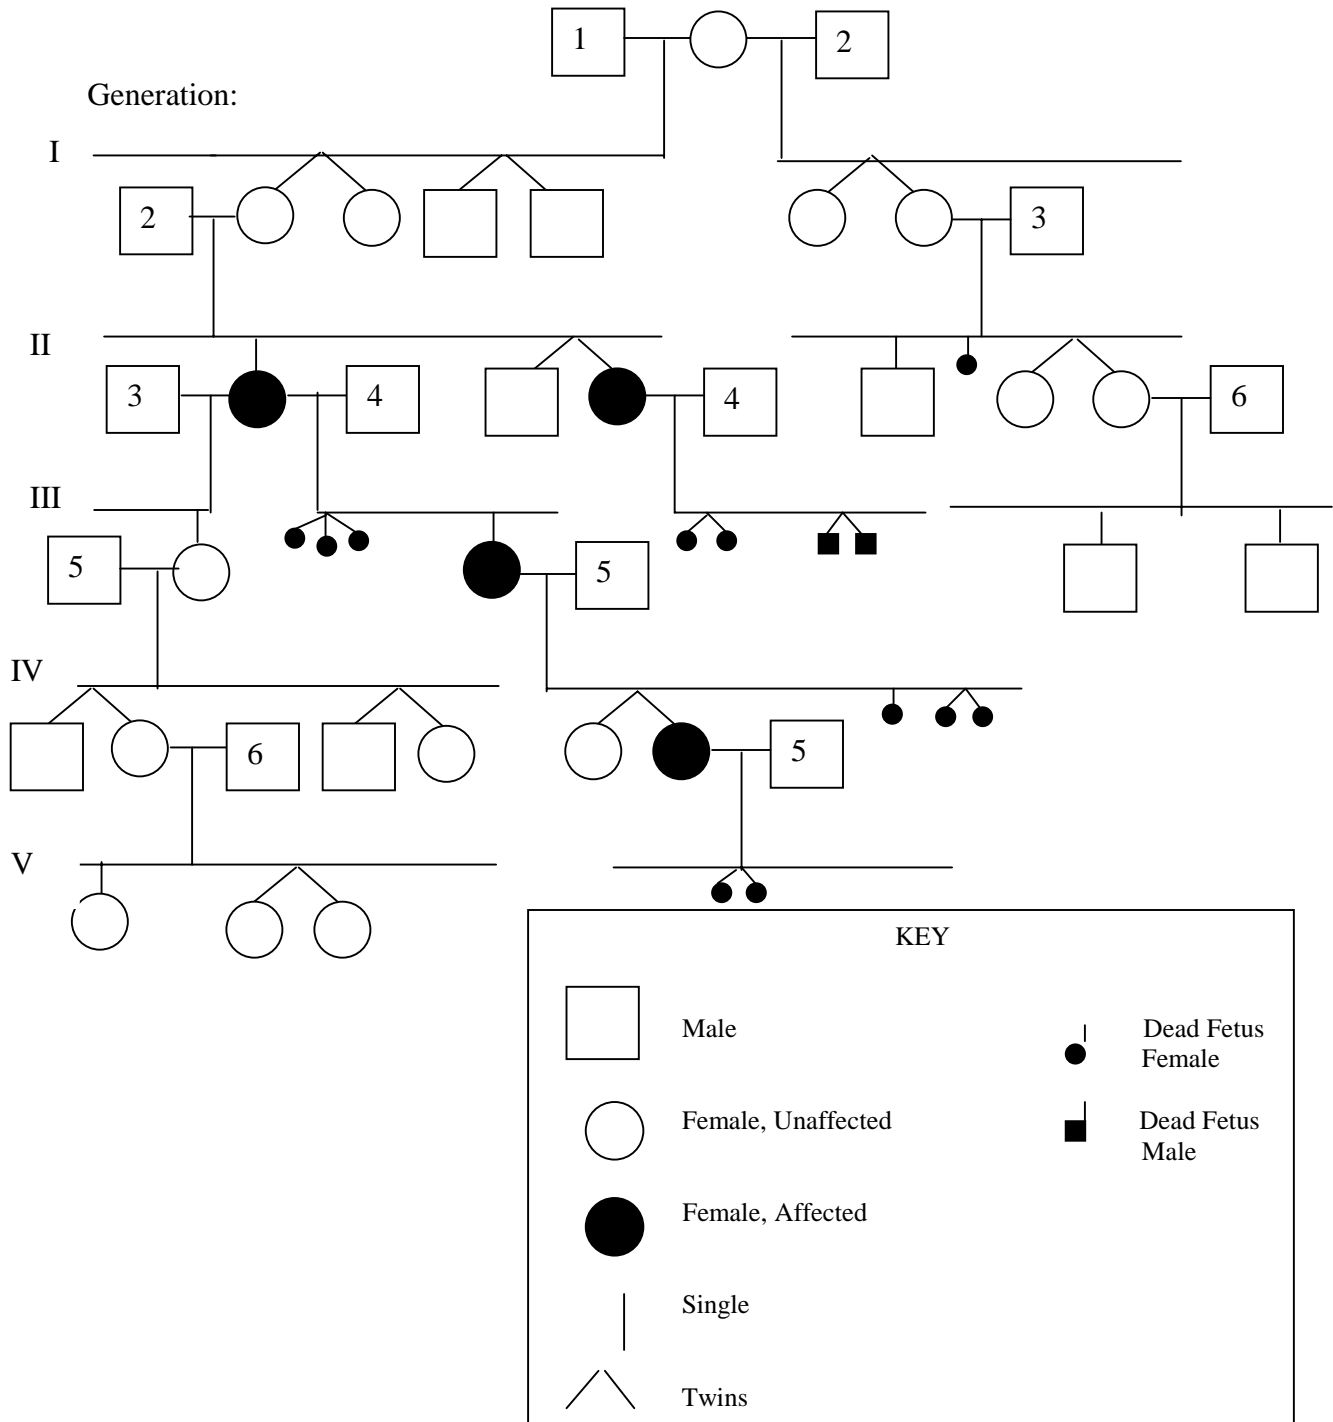 1 2
Generation:
I
2 3
II
3 4 4 6
III
5 5
IV
6 5
V
KEY
Male
Dead Fetus
Female
Female, Unaffected
Dead Fetus
Male
Female, Affected
Single
Twins